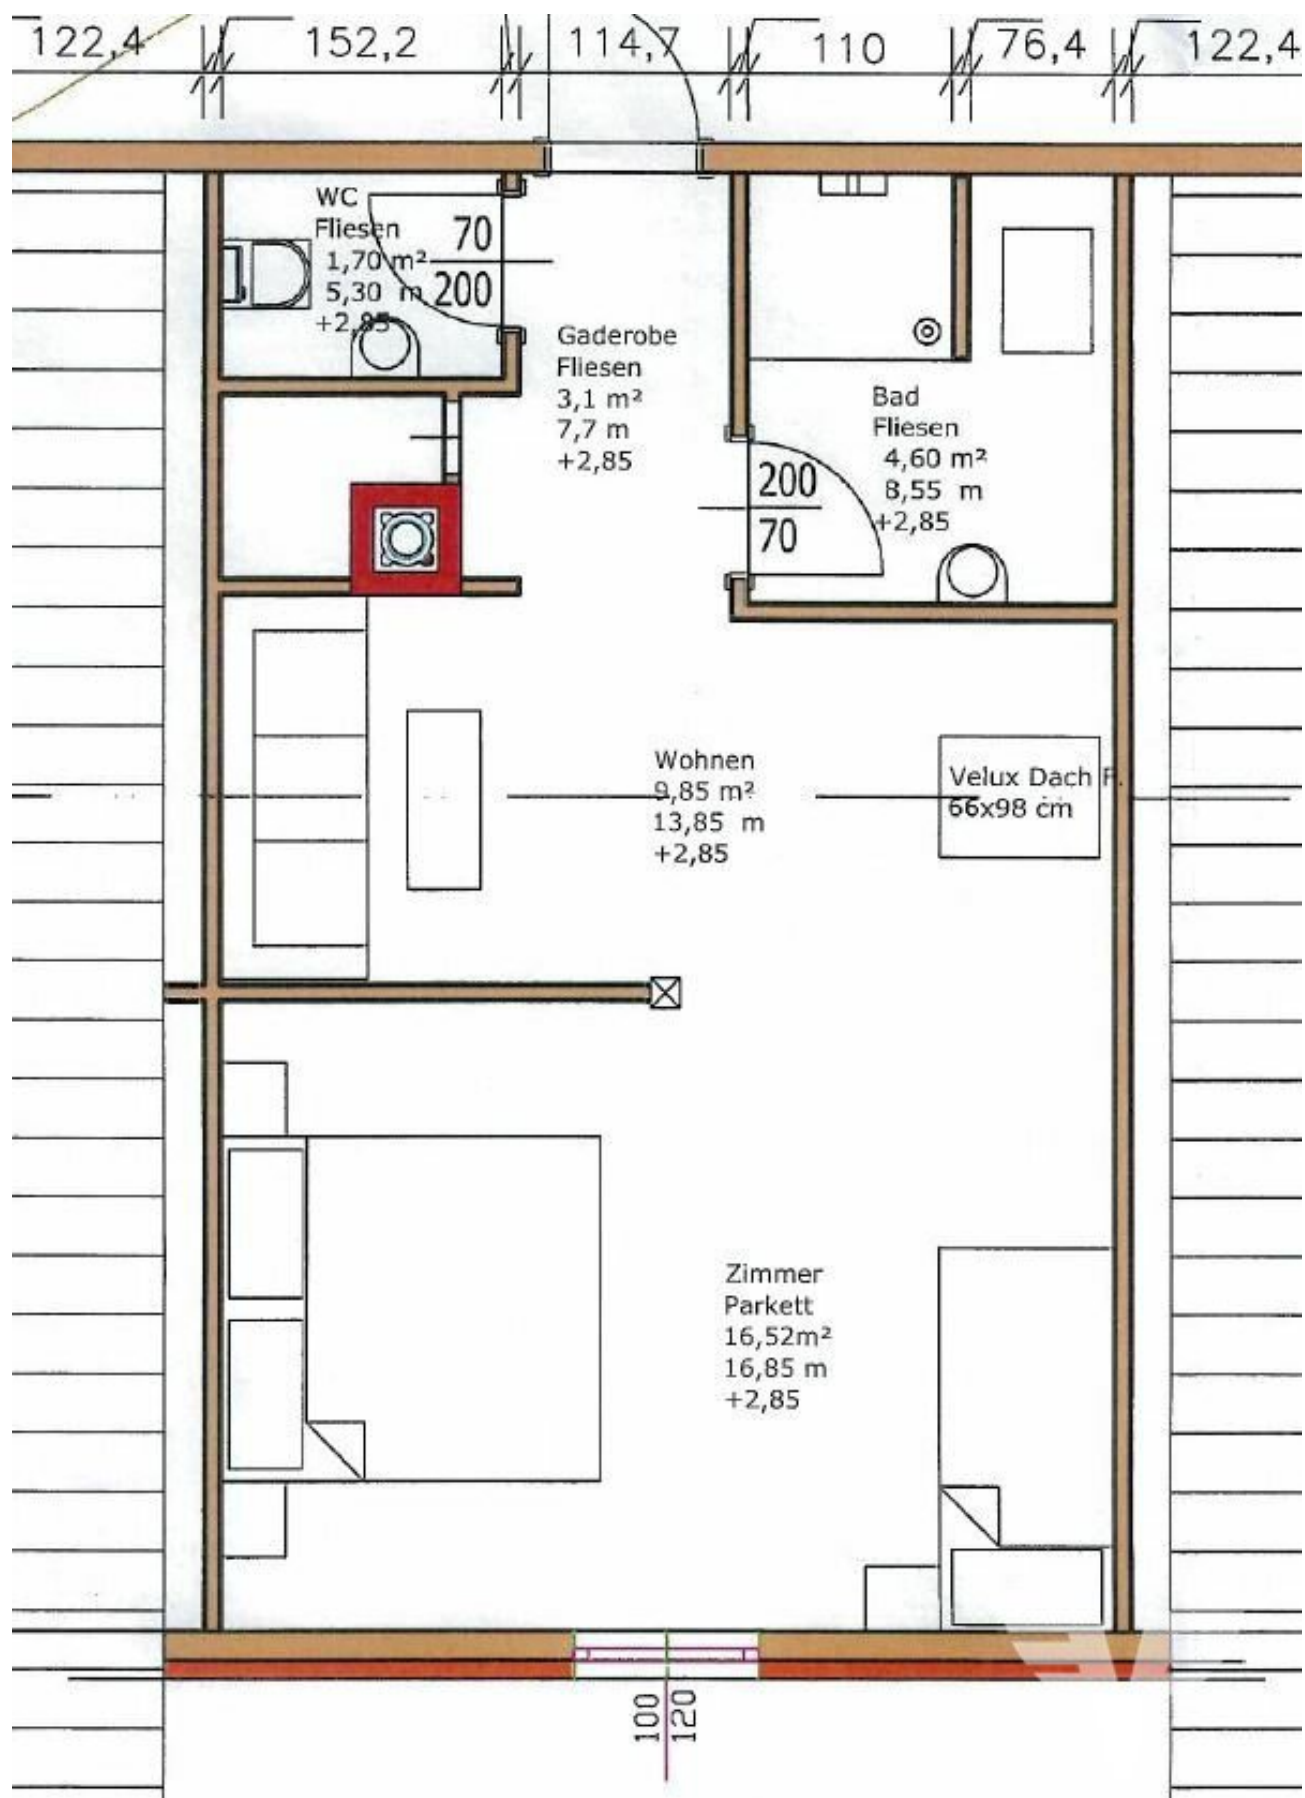 122,4 152,2 114,7 110 76,4 122,4
WC
Fliesen
1,70 m²
5,30 m
+2,85
70
200
Gaderobe
Fliesen
3,1 m²
7,7 m
+2,85
Bad
Fliesen
4,60 m²
8,55 m
+2,85
200
70
Wohnen
9,85 m²
13,85 m
+2,85
Velux Dach F.
66x98 cm
Zimmer
Parkett
16,52m²
16,85 m
+2,85
100
120